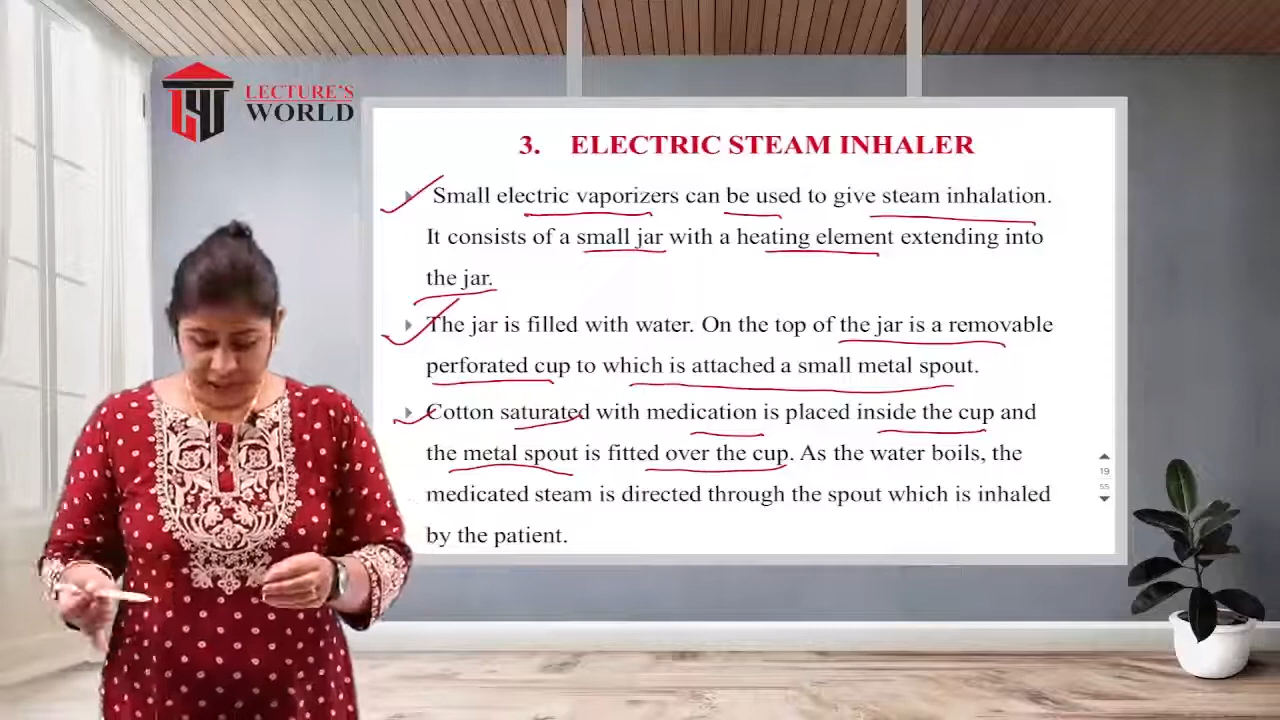 LECTURE'S
WORLD
3. ELECTRIC STEAM INHALER
Small electric vaporizers can be used to give steam inhalation.
It consists of a small jar with a heating element extending into
the jar.
The jar is filled with water. On the top of the jar is a removable
perforated cup to which is attached a small metal spout.
Cotton saturated with medication is placed inside the cup and
the metal spout is fitted over the cup. As the water boils, the
medicated steam is directed through the spout which is inhaled
by the patient.
19
55